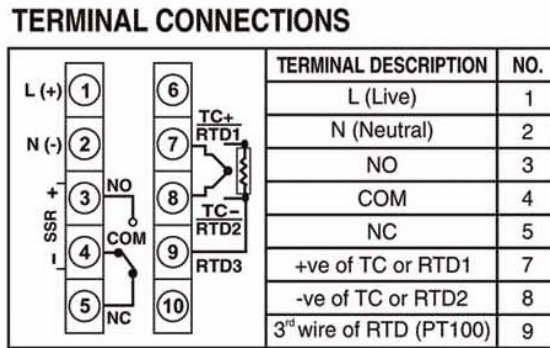 TERMINAL CONNECTIONS
L (+) 1 6
N (-) 2 7 TC+
RTD1
+ 3 NO 8 TC−
RTD2
SSR
− 4 COM 9 RTD3
5 NC 10
TERMINAL DESCRIPTION NO.
L (Live) 1
N (Neutral) 2
NO 3
COM 4
NC 5
+ve of TC or RTD1 7
-ve of TC or RTD2 8
3rd wire of RTD (PT100) 9